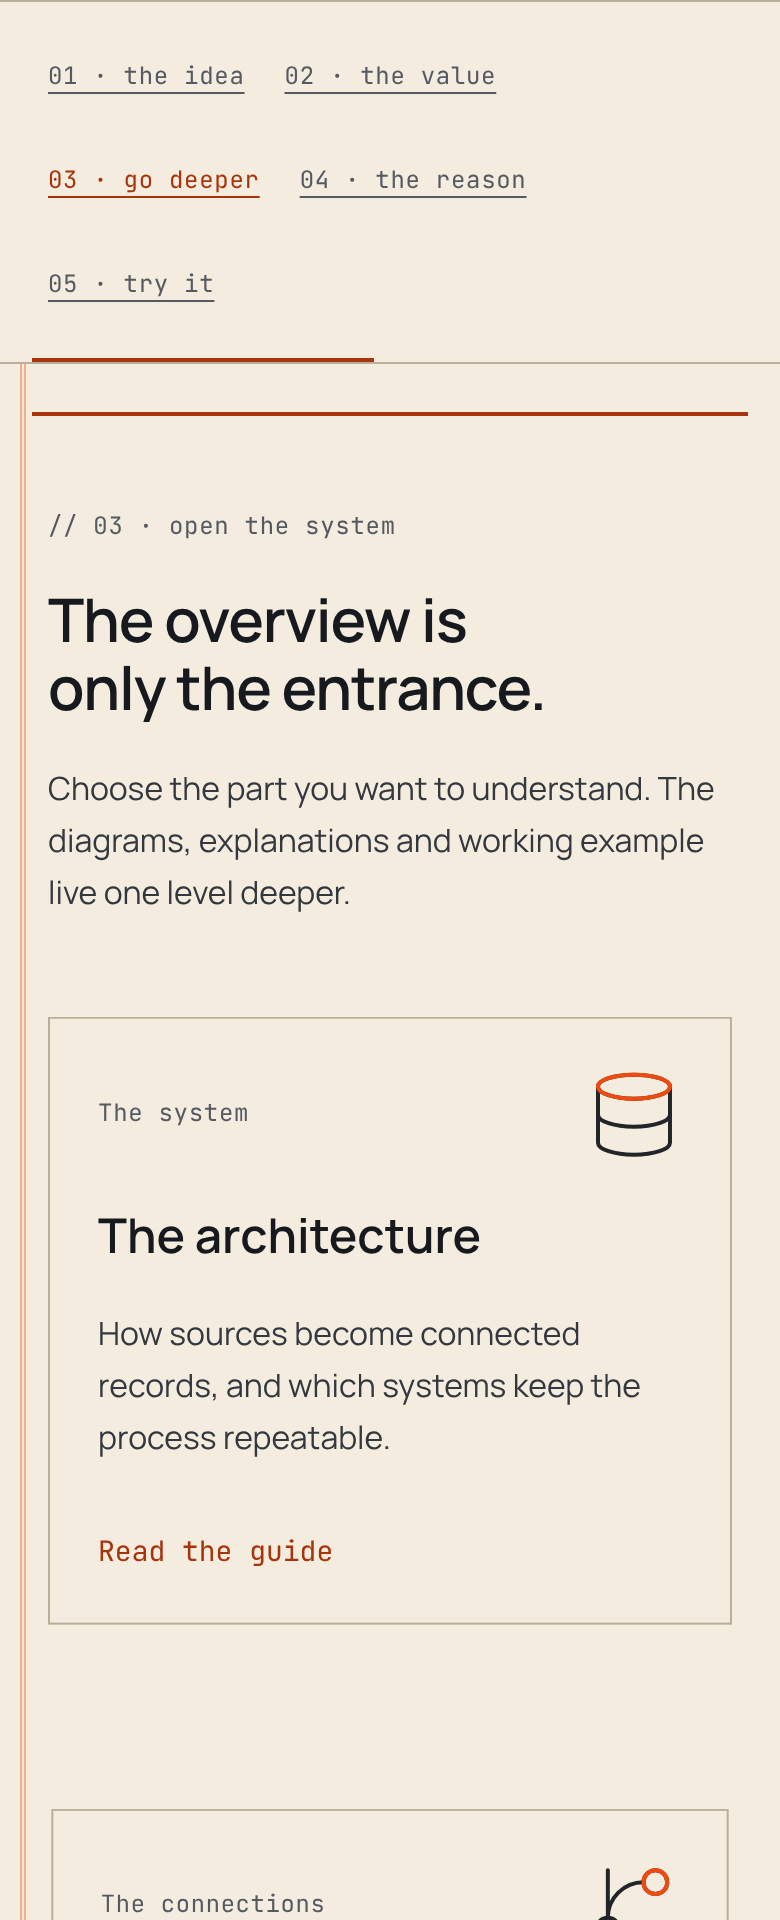 01 · the idea
02 · the value
03 · go deeper
04 · the reason
05 · try it
// 03 · open the system
The overview is
only the entrance.
Choose the part you want to understand. The
diagrams, explanations and working example
live one level deeper.
The system
The architecture
How sources become connected
records, and which systems keep the
process repeatable.
Read the guide
The connections